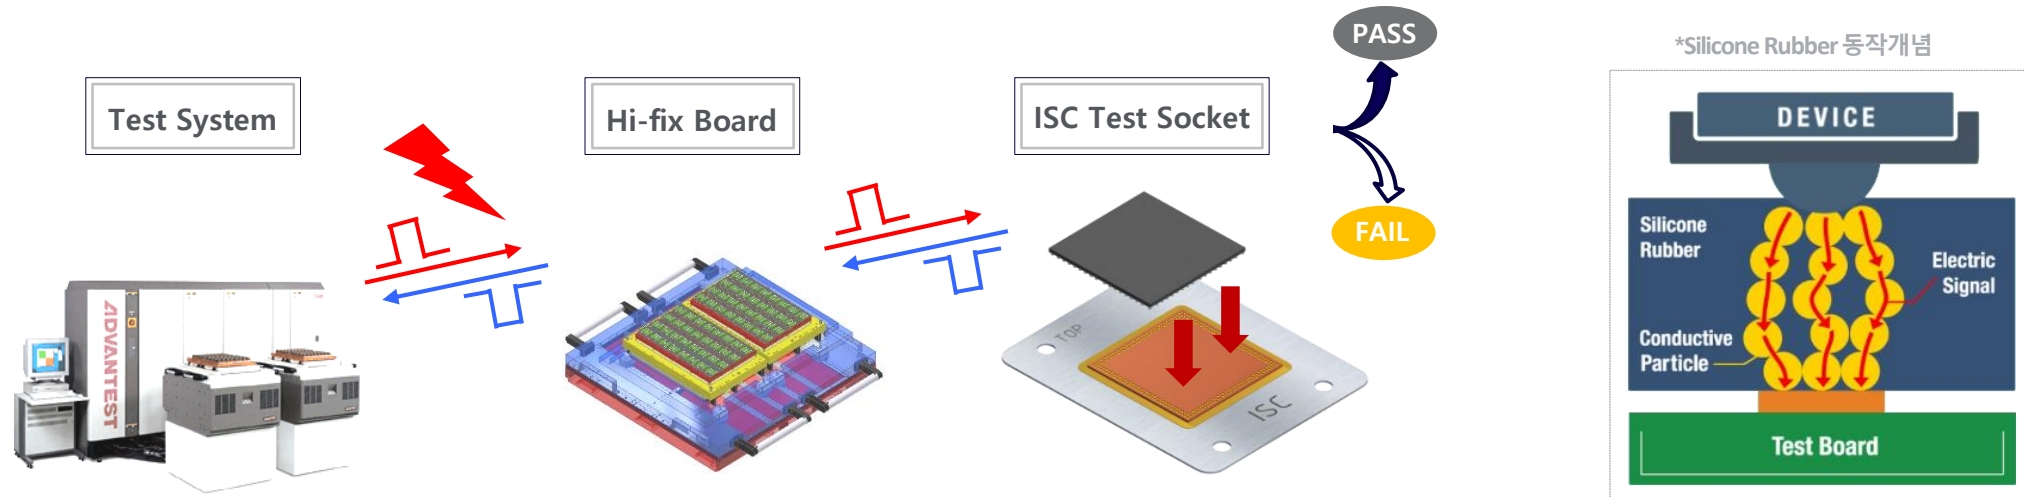 PASS
*Silicone Rubber 동작개념
Test System
Hi-fix Board
ISC Test Socket
FAIL
ADVANTEST
TOP
ISC
DEVICE
Silicone
Rubber
Electric
Signal
Conductive
Particle
Test Board